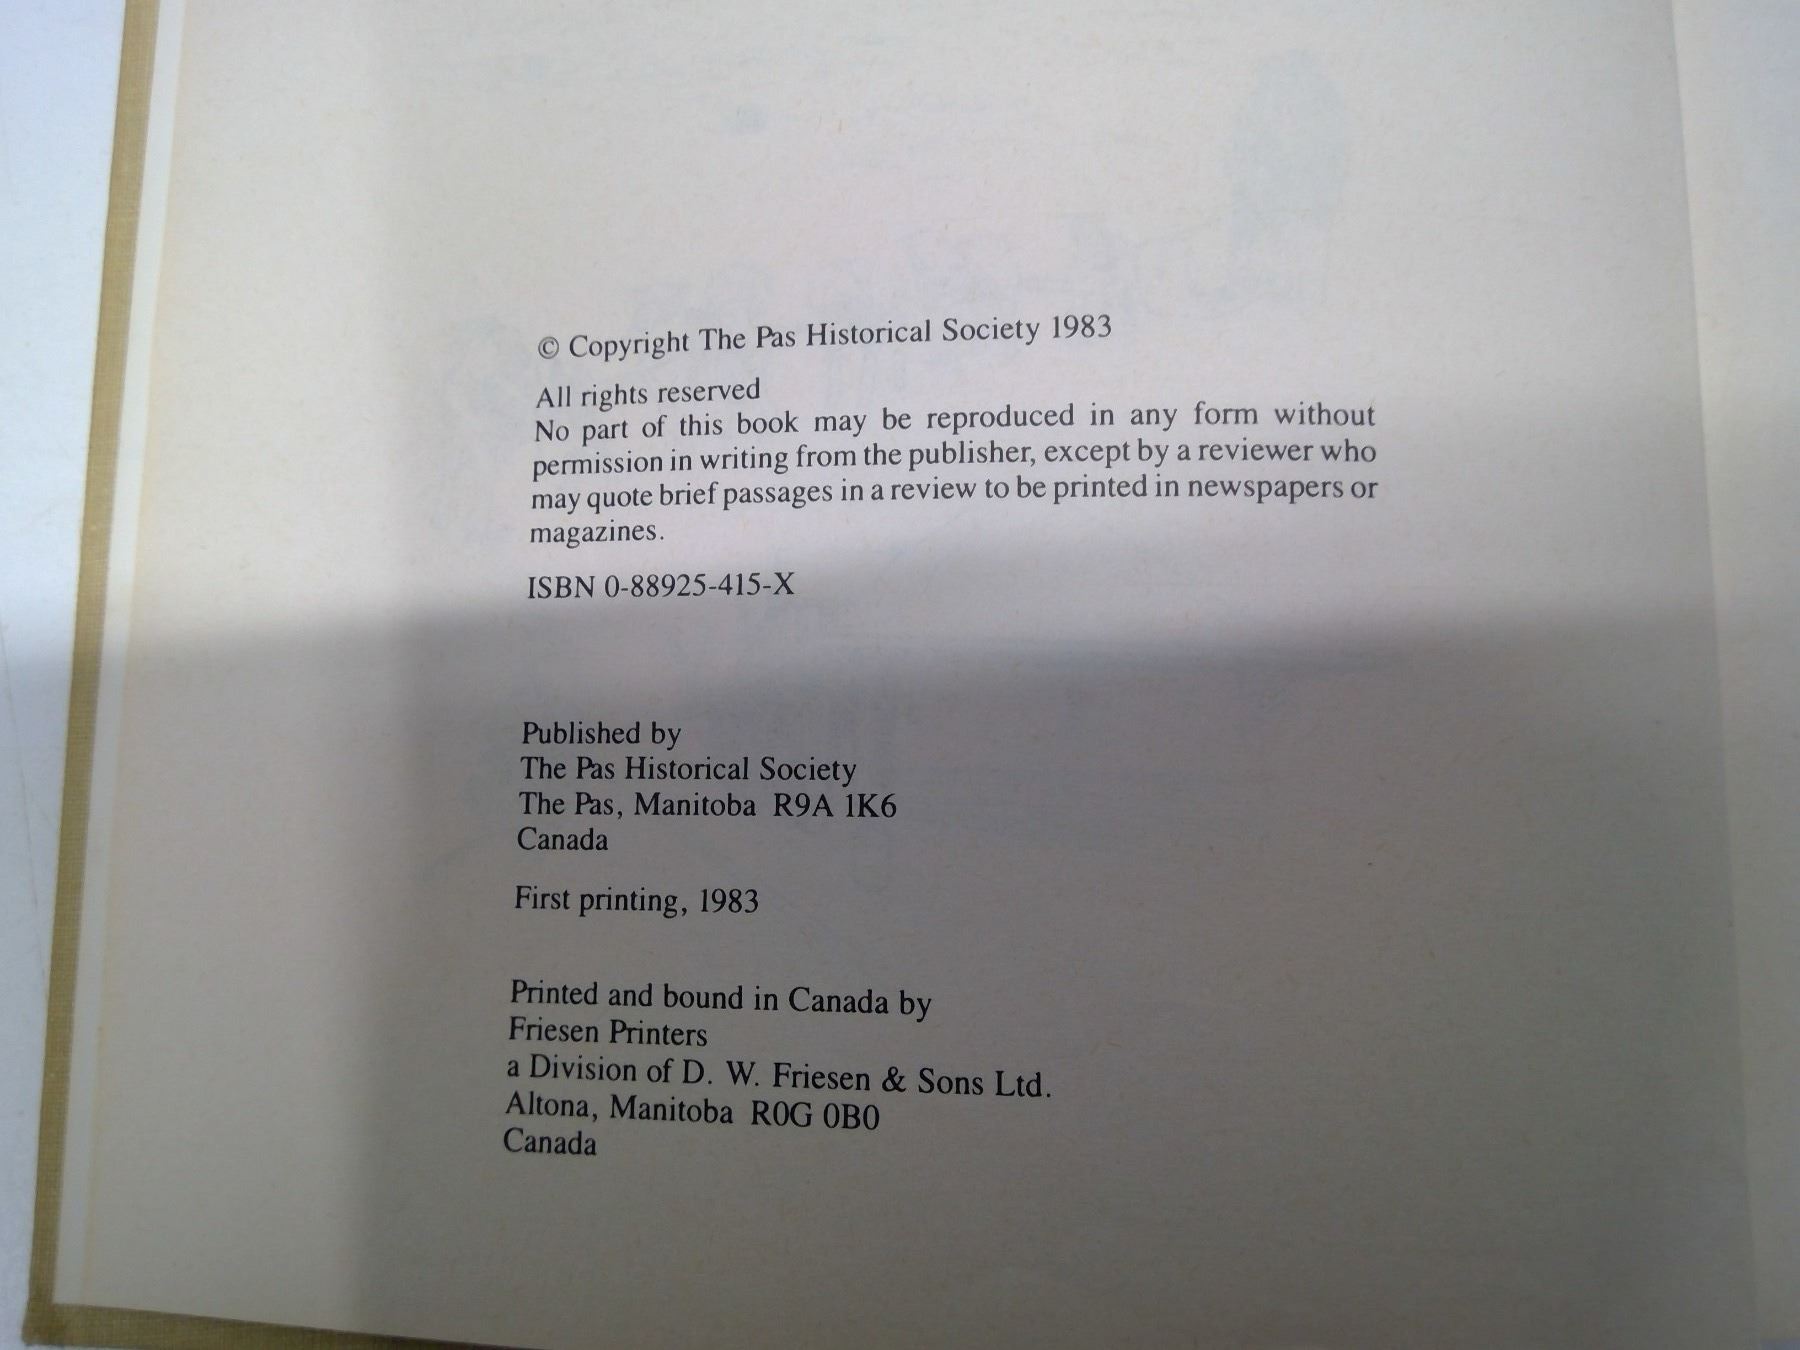 © Copyright The Pas Historical Society 1983
All rights reserved
No part of this book may be reproduced in any form without
permission in writing from the publisher, except by a reviewer who
may quote brief passages in a review to be printed in newspapers or
magazines.
ISBN 0-88925-415-X
Published by
The Pas Historical Society
The Pas, Manitoba R9A 1K6
Canada
First printing, 1983
Printed and bound in Canada by
Friesen Printers
a Division of D. W. Friesen & Sons Ltd.
Altona, Manitoba R0G 0B0
Canada